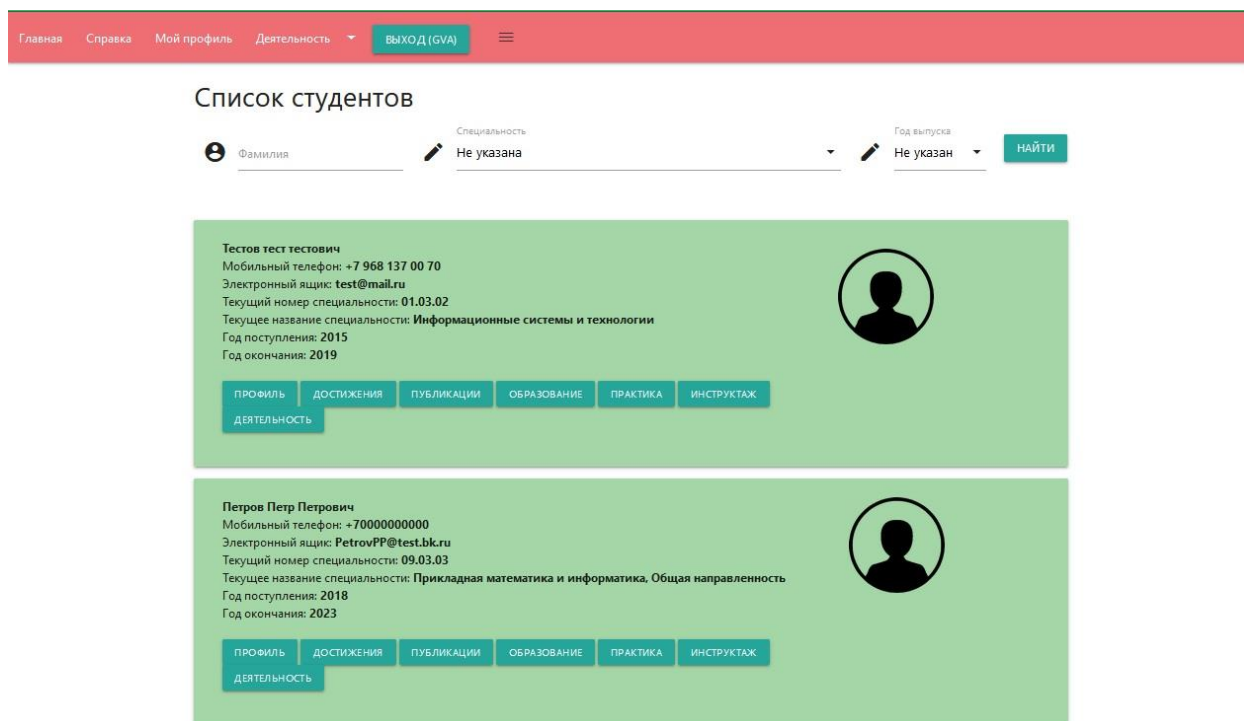 Главная Справка Мой профиль Деятельность ВЫХОД (GVA)
Список студентов
Фамилия
Специальность
Не указана
Год выпуска
Не указан
НАЙТИ
Тестов тест тестович
Мобильный телефон: +7 968 137 00 70
Электронный ящик: test@mail.ru
Текущий номер специальности: 01.03.02
Текущее название специальности: Информационные системы и технологии
Год поступления: 2015
Год окончания: 2019
ПРОФИЛЬ ДОСТИЖЕНИЯ ПУБЛИКАЦИИ ОБРАЗОВАНИЕ ПРАКТИКА ИНСТРУКТАЖ
ДЕЯТЕЛЬНОСТЬ
Петров Петр Петрович
Мобильный телефон: +70000000000
Электронный ящик: PetrovPP@test.bk.ru
Текущий номер специальности: 09.03.03
Текущее название специальности: Прикладная математика и информатика, Общая направленность
Год поступления: 2018
Год окончания: 2023
ПРОФИЛЬ ДОСТИЖЕНИЯ ПУБЛИКАЦИИ ОБРАЗОВАНИЕ ПРАКТИКА ИНСТРУКТАЖ
ДЕЯТЕЛЬНОСТЬ